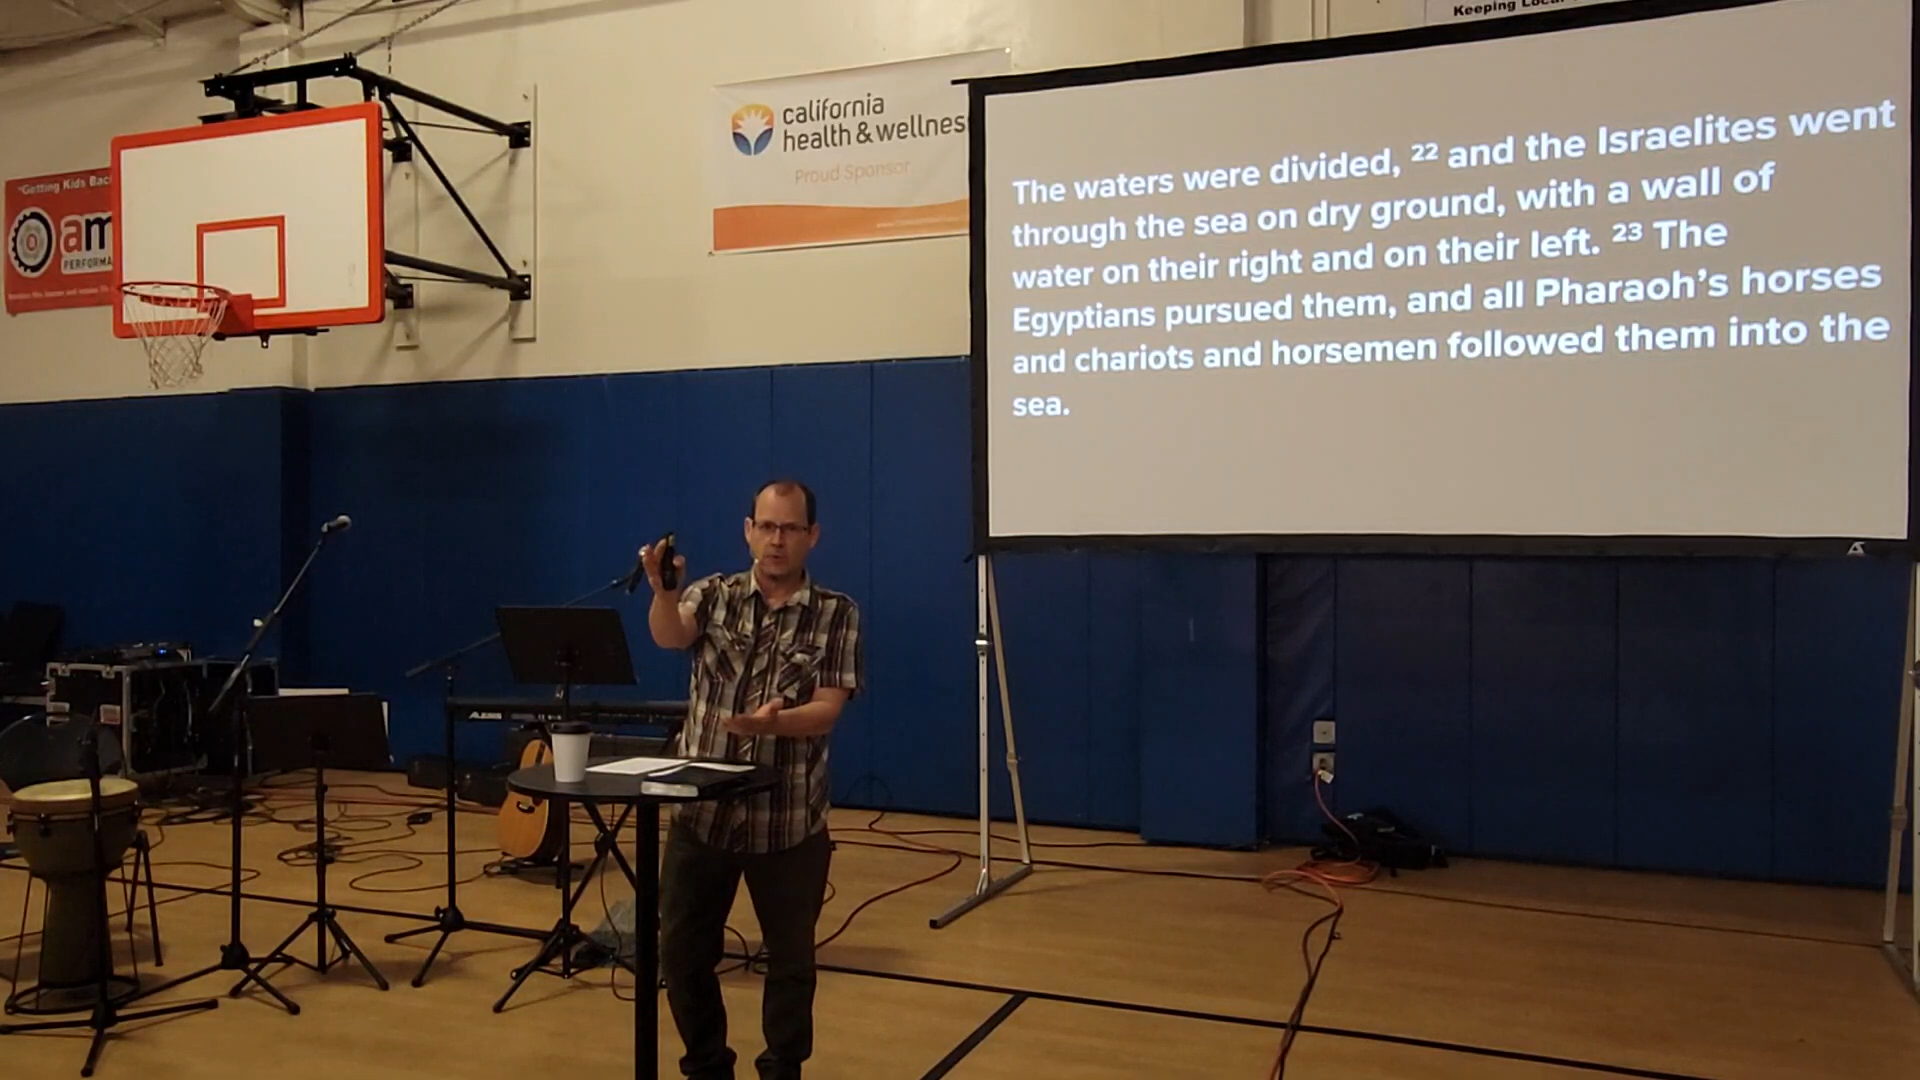 Keeping
"Getting Kids Bac
am
PERFORMA
california
health & wellnes
Proud Sponsor
The waters were divided, ²² and the Israelites went
through the sea on dry ground, with a wall of
water on their right and on their left. ²³ The
Egyptians pursued them, and all Pharaoh's horses
and chariots and horsemen followed them into the
sea.
ALESIS